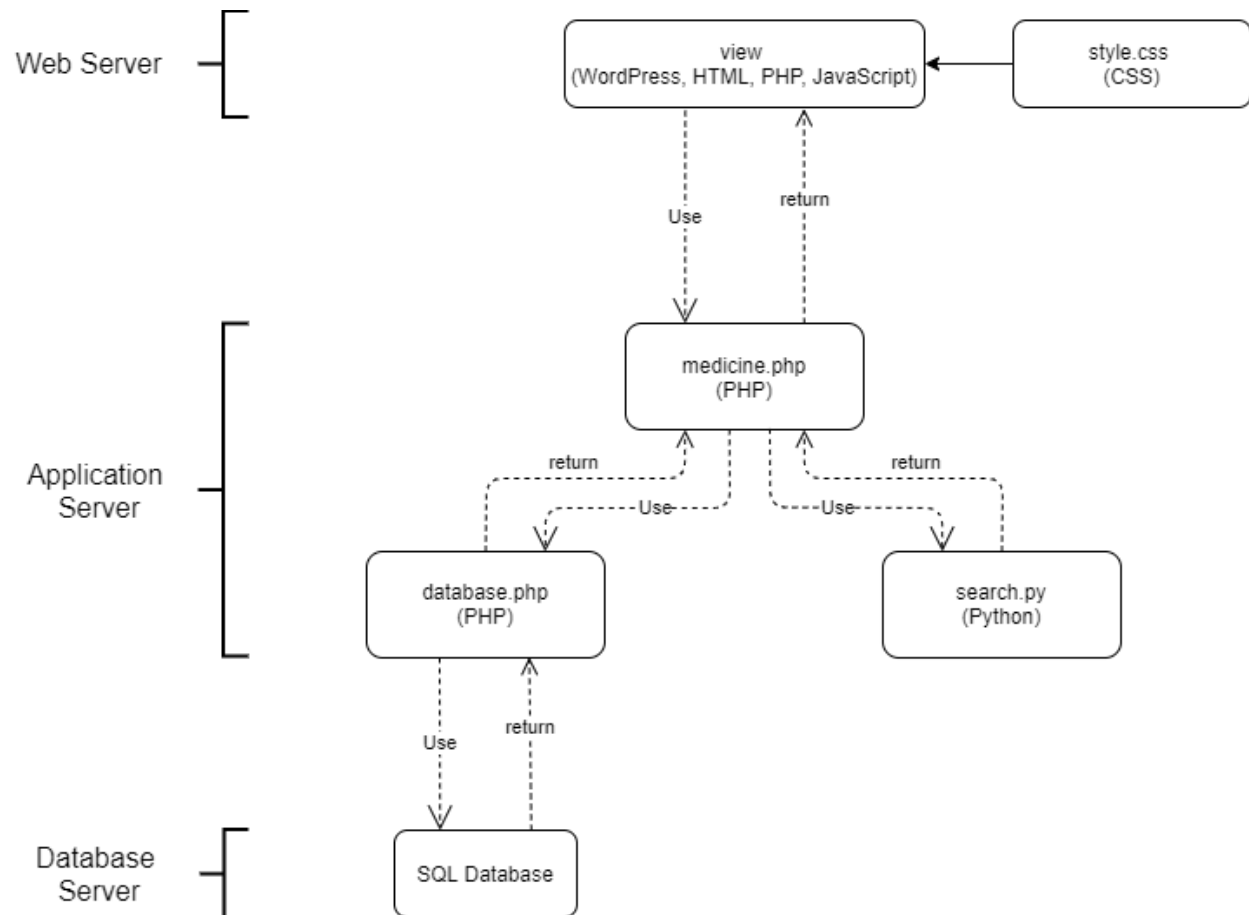 Web Server
view
(WordPress, HTML, PHP, JavaScript)
style.css
(CSS)
Use
return
Application
Server
medicine.php
(PHP)
return
Use
return
Use
database.php
(PHP)
search.py
(Python)
Use
return
Database
Server
SQL Database